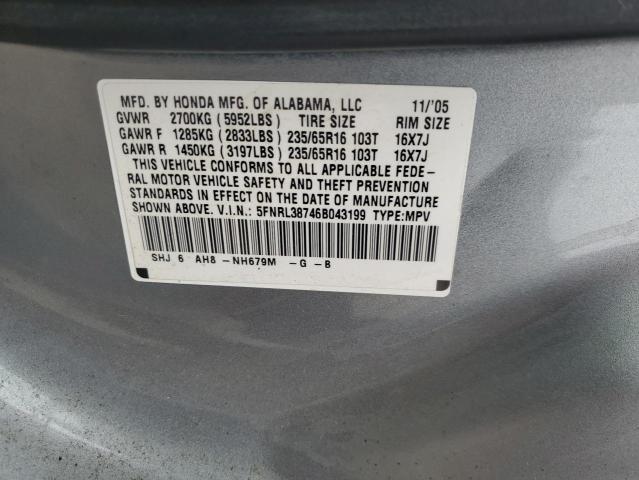 MFD. BY HONDA MFG. OF ALABAMA, LLC 11/'05
GVWR 2700KG (5952LBS) TIRE SIZE RIM SIZE
GAWR F 1285KG (2833LBS) 235/65R16 103T 16X7J
GAWR R 1450KG (3197LBS) 235/65R16 103T 16X7J
THIS VEHICLE CONFORMS TO ALL APPLICABLE FEDE-
RAL MOTOR VEHICLE SAFETY AND THEFT PREVENTION
STANDARDS IN EFFECT ON THE DATE OF MANUFACTURE
SHOWN ABOVE. V.I.N.: 5FNRL38746B043199 TYPE:MPV
SHJ 6 AH8 -NH679M -G -B